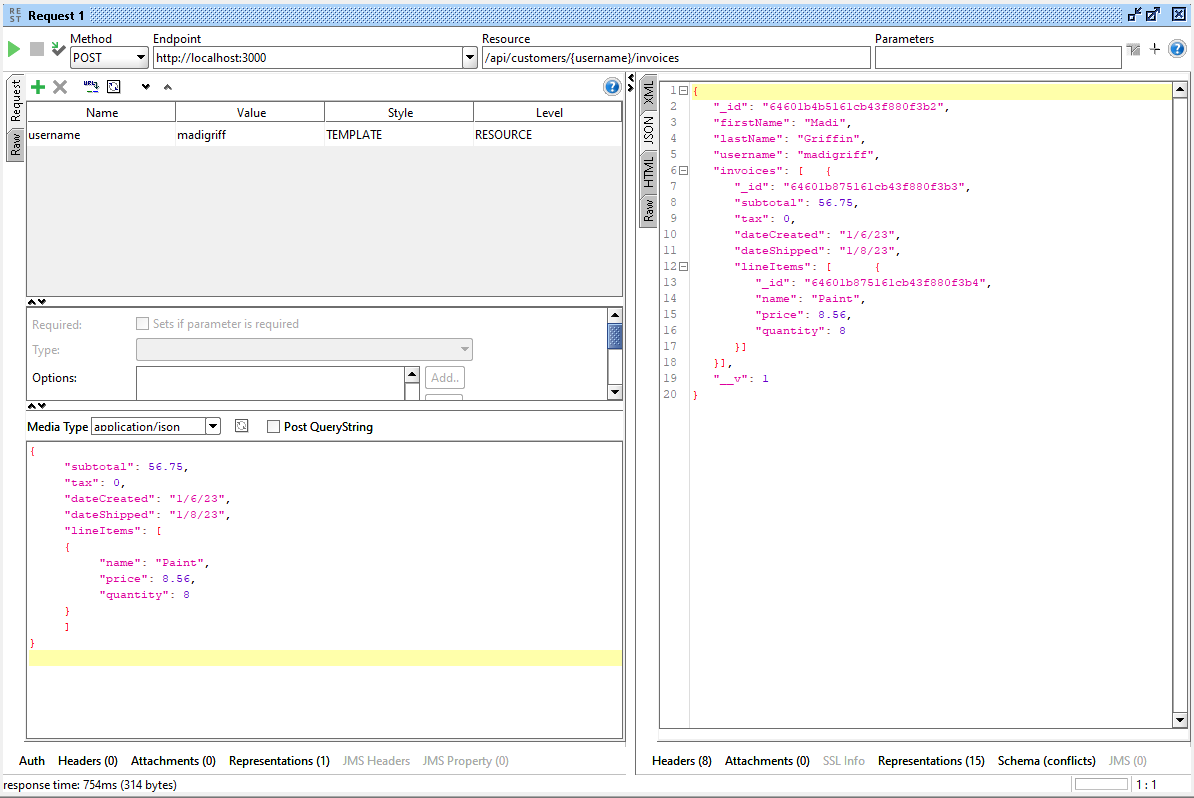 RE
ST
Request 1
Method
Endpoint
Resource
Parameters
POST
http://localhost:3000
/api/customers/{username}/invoices
Request
Raw
Name Value Style Level
username madigriff TEMPLATE RESOURCE
Required: Sets if parameter is required
Type:
Options: Add..
Media Type application/json Post QueryString
{
"subtotal": 56.75,
"tax": 0,
"dateCreated": "1/6/23",
"dateShipped": "1/8/23",
"lineItems": [
{
"name": "Paint",
"price": 8.56,
"quantity": 8
}
]
}
Auth Headers (0) Attachments (0) Representations (1) JMS Headers JMS Property (0)
XML
JSON
HTML
Raw
1 {
2 "_id": "64601b4b5161cb43f880f3b2",
3 "firstName": "Madi",
4 "lastName": "Griffin",
5 "username": "madigriff",
6 "invoices": [ {
7 "_id": "64601b875161cb43f880f3b3",
8 "subtotal": 56.75,
9 "tax": 0,
10 "dateCreated": "1/6/23",
11 "dateShipped": "1/8/23",
12 "lineItems": [ {
13 "_id": "64601b875161cb43f880f3b4",
14 "name": "Paint",
15 "price": 8.56,
16 "quantity": 8
17 }]
18 }],
19 "__v": 1
20 }
Headers (8) Attachments (0) SSL Info Representations (15) Schema (conflicts) JMS (0)
response time: 754ms (314 bytes)
1 : 1